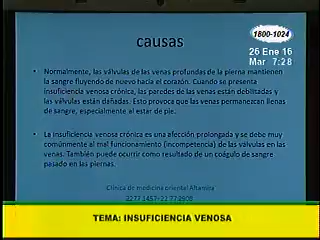 causas
1800-1024
26 Ene 16
Mar 7:28
• Normalmente, las válvulas de las venas profundas de la pierna mantienen
la sangre fluyendo de nuevo hacia el corazón. Cuando se presenta
insuficiencia venosa crónica, las paredes de las venas están debilitadas y
las válvulas están dañadas. Esto provoca que las venas permanezcan llenas
de sangre, especialmente al estar de pie.
• La insuficiencia venosa crónica es una afección prolongada y se debe muy
comúnmente al mal funcionamiento (incompetencia) de las válvulas en las
venas. También puede ocurrir como resultado de un coágulo de sangre
pasado en las piernas.
Clínica de medicina oriental Altamira
TEMA: INSUFICIENCIA VENOSA